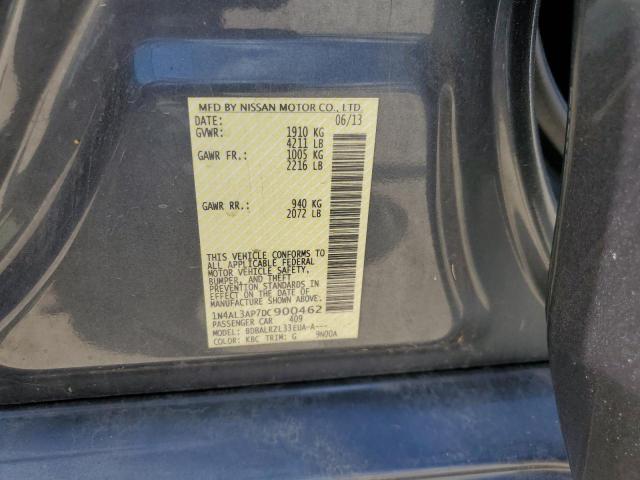 MFD BY NISSAN MOTOR CO., LTD.
DATE: 06/13
GVWR: 1910 KG
4211 LB
GAWR FR.: 1005 KG
2216 LB
GAWR RR.: 940 KG
2072 LB
THIS VEHICLE CONFORMS TO
ALL APPLICABLE FEDERAL
MOTOR VEHICLE SAFETY,
BUMPER, AND THEFT
PREVENTION STANDARDS IN
EFFECT ON THE DATE OF
MANUFACTURE SHOWN ABOVE.
1N4AL3AP7DC900462
PASSENGER CAR 409
MODEL: BDBALRZL33EUA-A---
COLOR: KBC TRIM: G 9N00A